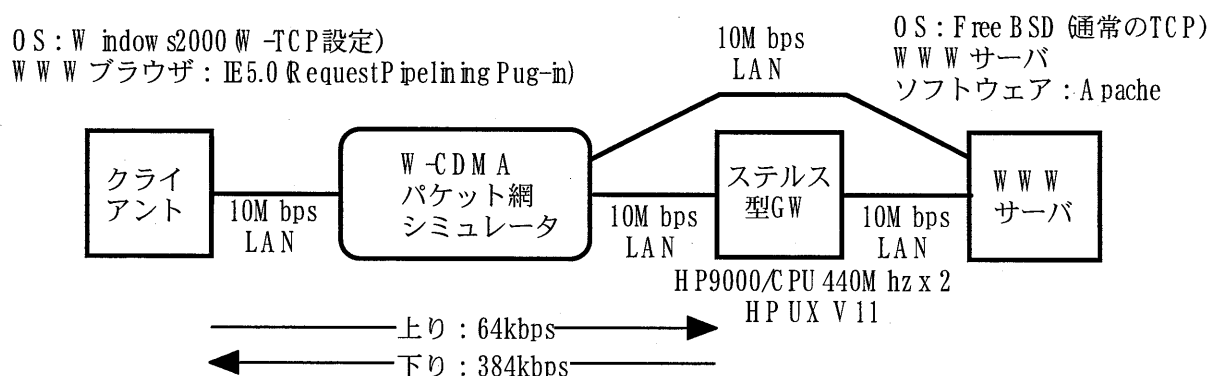 OS:Windows2000(W-TCP設定)
WWWブラウザ:IE5.0(RequestPipelining Pug-in)
10Mbps
LAN
OS:FreeBSD(通常のTCP)
WWWサーバ
ソフトウェア:Apache
クライ
アント
10Mbps
LAN
W-CDMA
パケット網
シミュレータ
10Mbps
LAN
ステルス
型GW
10Mbps
LAN
WWW
サーバ
HP9000/CPU 440Mhz x 2
HPUX V11
上り:64kbps
下り:384kbps